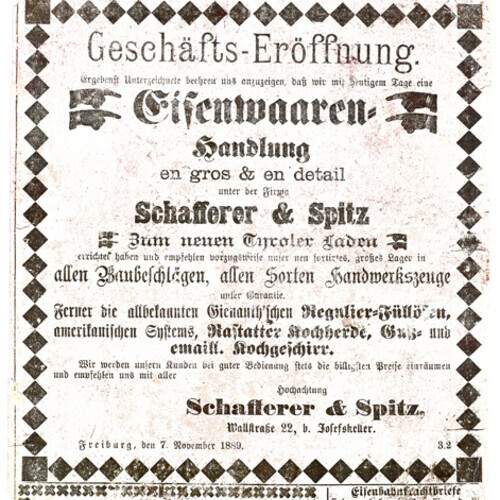 Geschäfts-Eröffnung.
Ergebenst Unterzeichnete beehren uns anzuzeigen, daß wir mit heutigem Tage eine
Eisenwaaren-
Handlung
en gros & en detail
unter der Firma
Schafferer & Spitz
Zum neuen Tyroler Laden
errichtet haben und empfehlen vorzugsweise unser neu sortirtes, großes Lager in
allen Baubeschlägen, allen Sorten Handwerkszeuge
unter Garantie.
Ferner die allbekannten Gienanth'schen Regulier-Füllöfen,
amerikanischen Systems, Rastatter Kochherde, Guß- und
emaill. Kochgeschirr.
Wir werden unsern Kunden bei guter Bedienung stets die billigsten Preise einräumen
und empfehlen uns mit aller
Hochachtung
Schafferer & Spitz,
Wallstraße 22, b. Josefskeller.
Freiburg, den 7. November 1889. 3.2
Eisenbahnfrachtbriefe